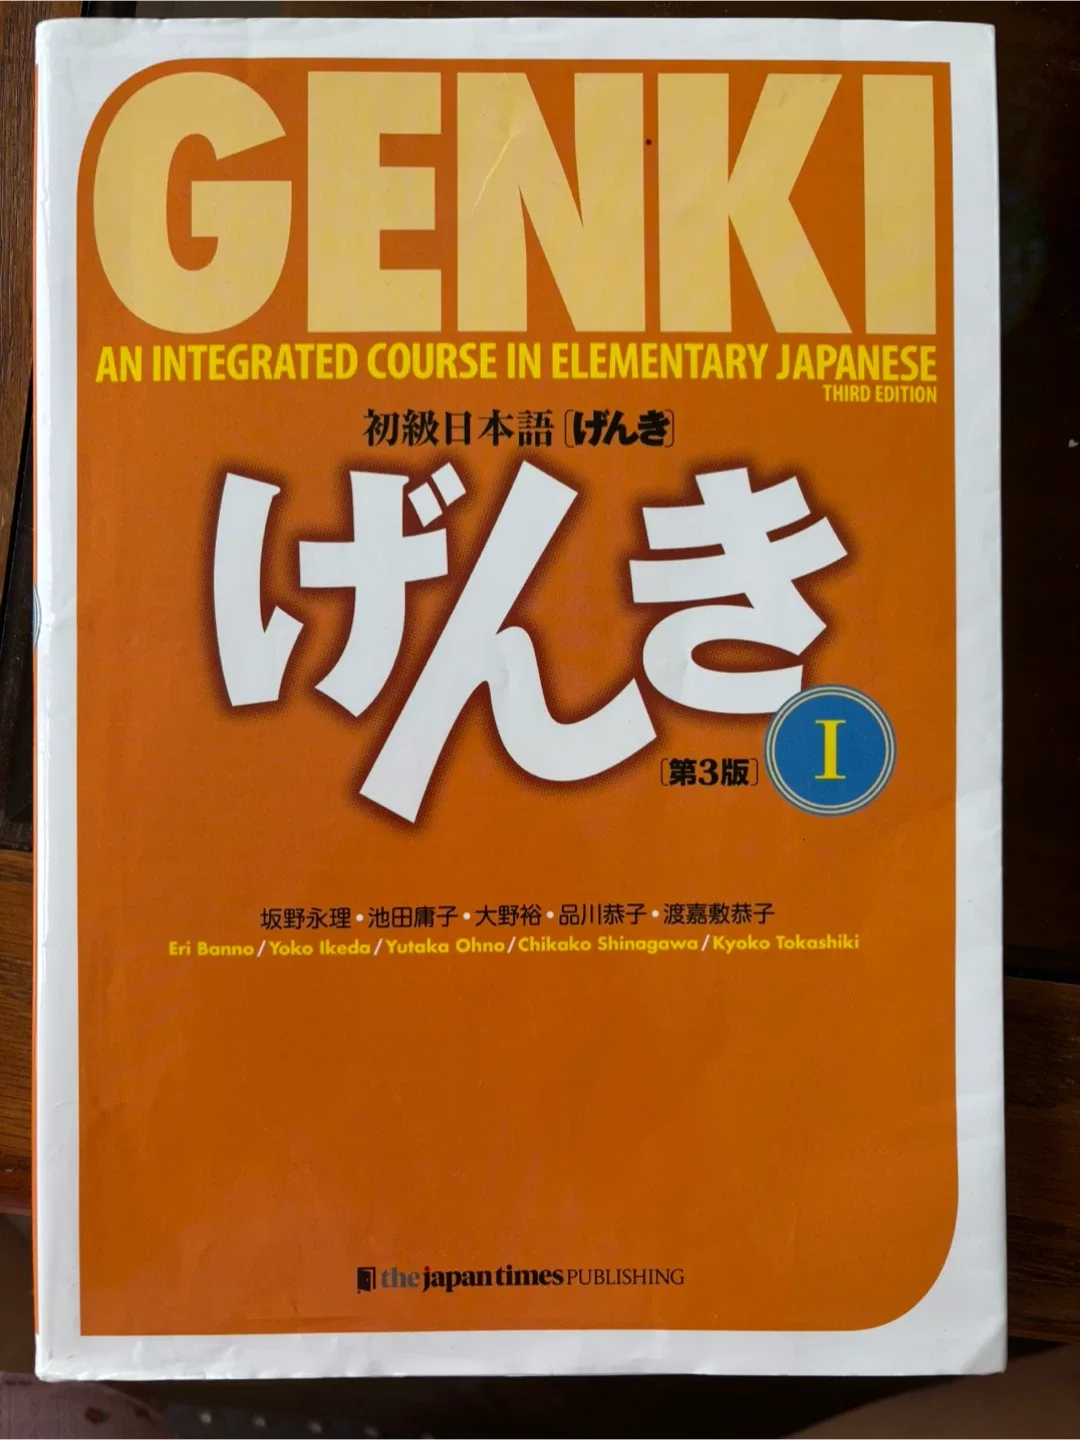 GENKI
AN INTEGRATED COURSE IN ELEMENTARY JAPANESE
THIRD EDITION
初級日本語[げんき]
げんき
I
[第3版]
坂野永理・池田庸子・大野裕・品川恭子・渡嘉敷恭子
Eri Banno/Yoko Ikeda/Yutaka Ohno/Chikako Shinagawa/Kyoko Tokashiki
the japan times PUBLISHING